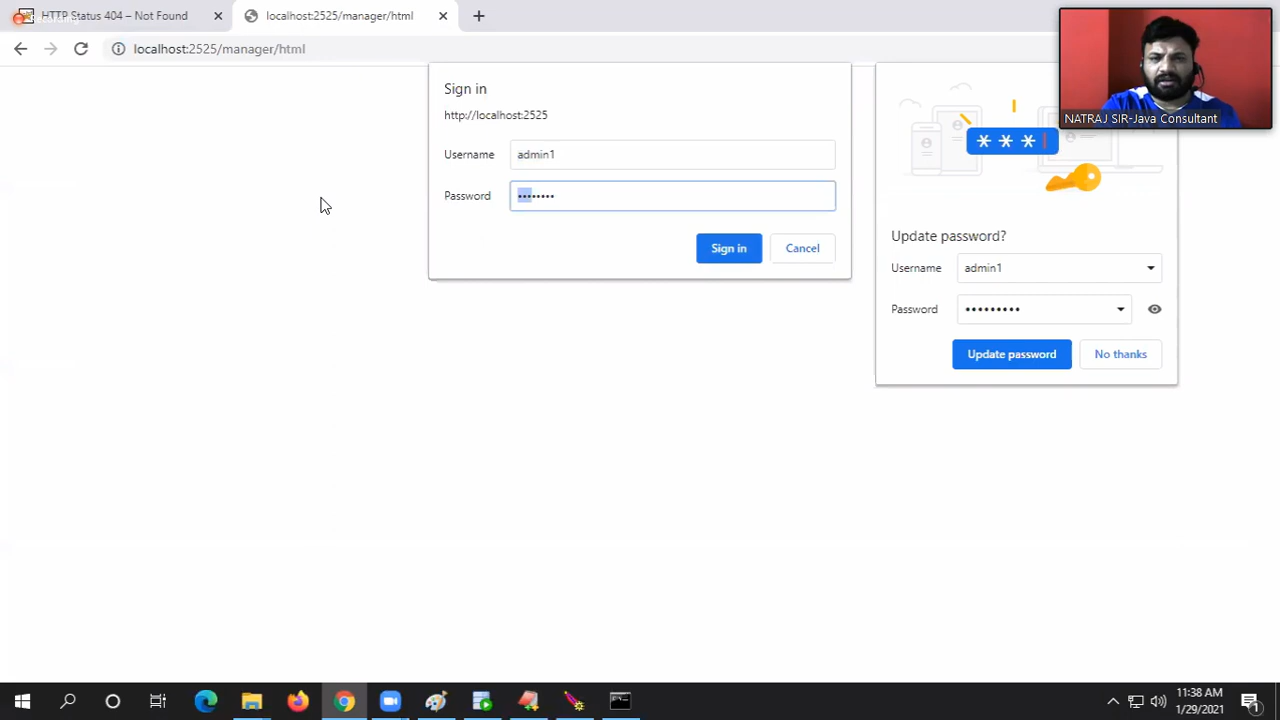 HTTP Status 404 – Not Found
localhost:2525/manager/html
localhost:2525/manager/html
NATRAJ SIR-Java Consultant
Sign in
http://localhost:2525
Username admin1
Password ••••••••
Sign in Cancel
* * *
Update password?
Username admin1
Password •••••••••
Update password No thanks
11:38 AM
1/29/2021
1